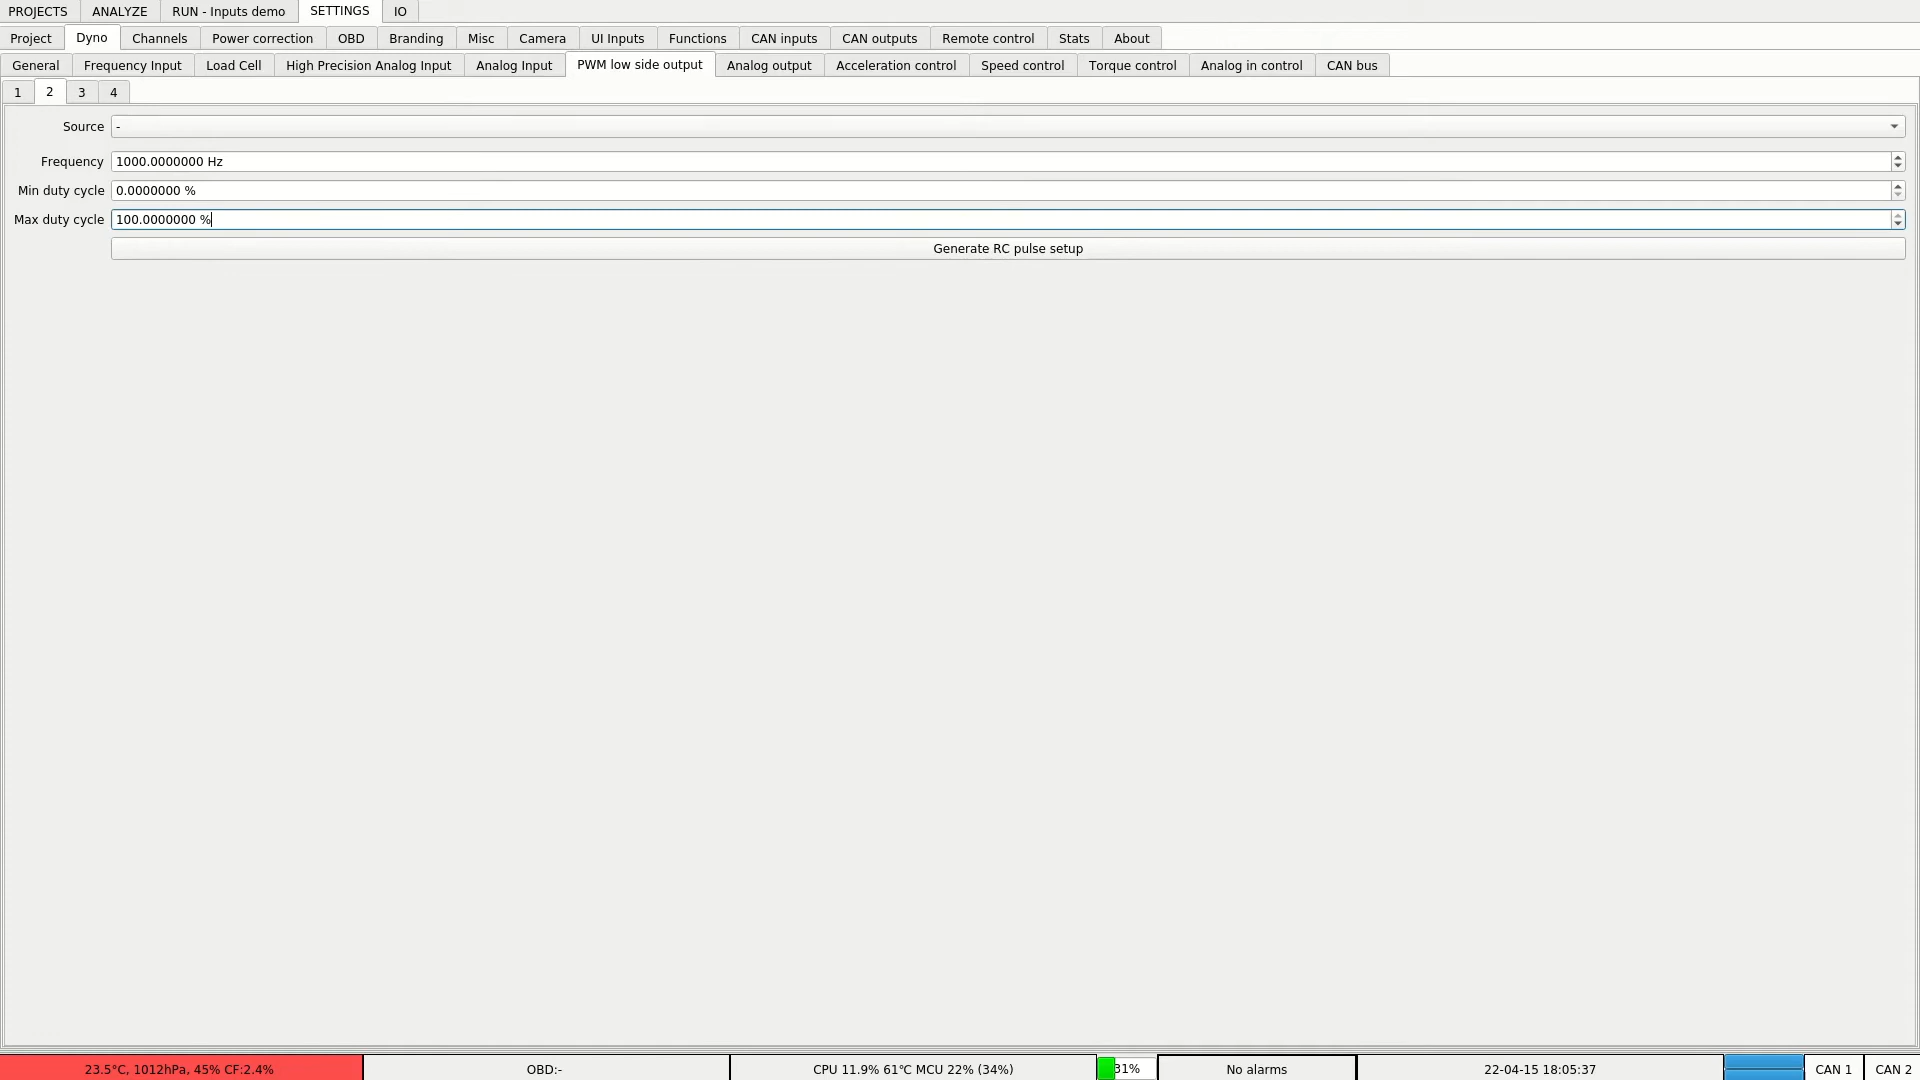 PROJECTS ANALYZE RUN - Inputs demo SETTINGS IO
Project Dyno Channels Power correction OBD Branding Misc Camera UI Inputs Functions CAN inputs CAN outputs Remote control Stats About
General Frequency Input Load Cell High Precision Analog Input Analog Input PWM low side output Analog output Acceleration control Speed control Torque control Analog in control CAN bus
1 2 3 4
Source -
Frequency 1000.0000000 Hz
Min duty cycle 0.0000000 %
Max duty cycle 100.0000000 %
Generate RC pulse setup
23.5°C, 1012hPa, 45% CF:2.4% OBD:- CPU 11.9% 61°C MCU 22% (34%) 31% No alarms 22-04-15 18:05:37 CAN 1 CAN 2